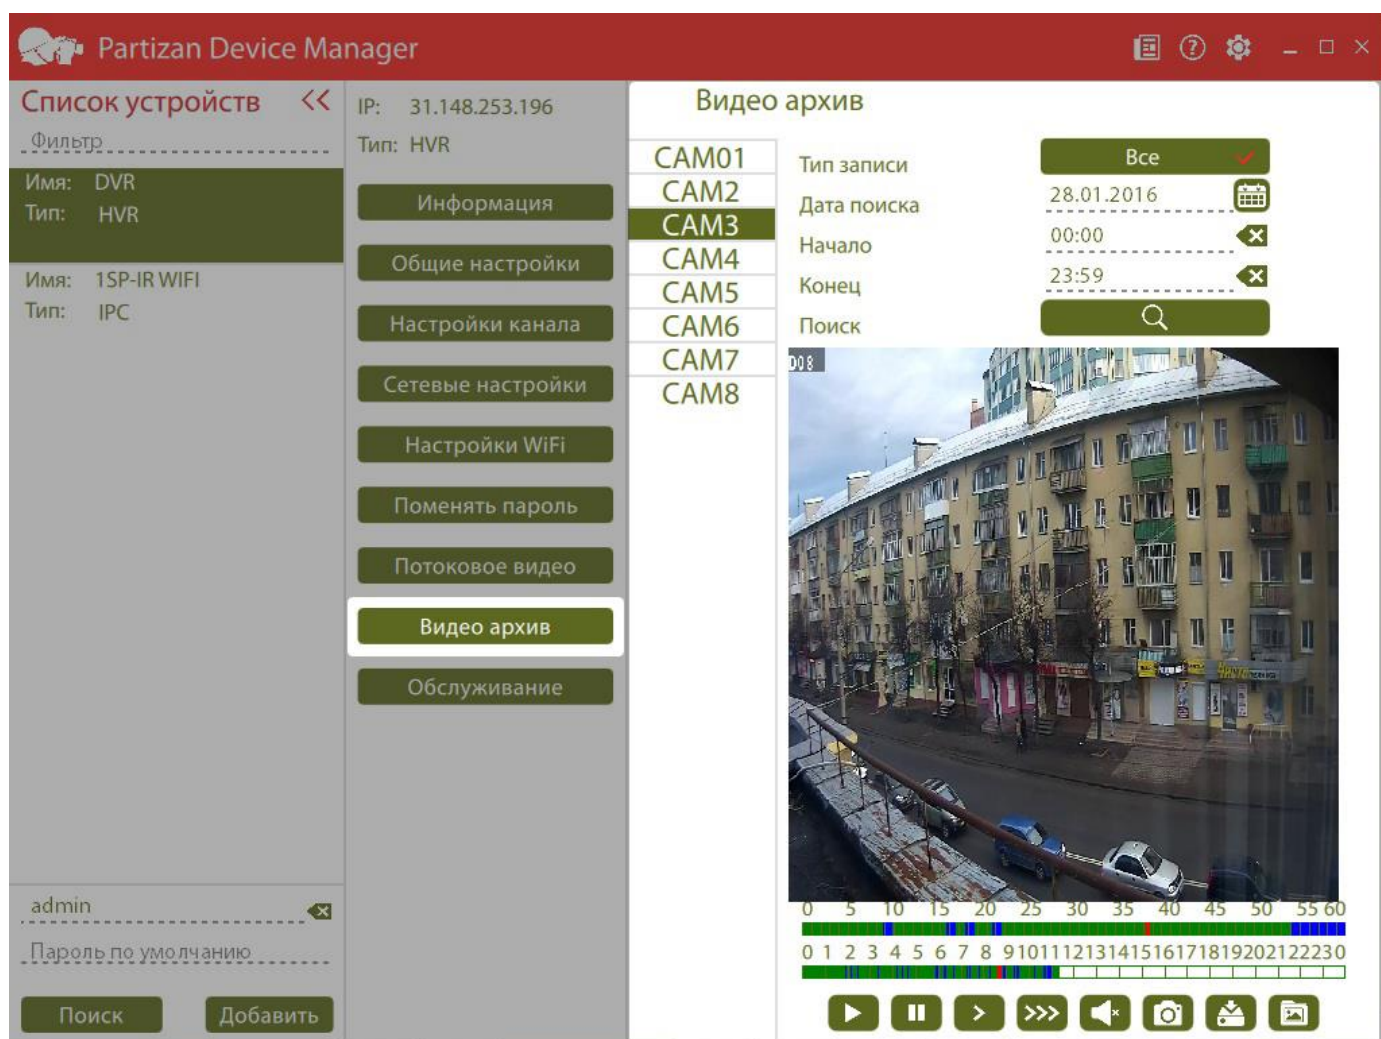 Partizan Device Manager
Список устройств <<
Фильтр
Имя: DVR
Тип: HVR
Имя: 1SP-IR WIFI
Тип: IPC
admin
Пароль по умолчанию
Поиск Добавить
IP: 31.148.253.196
Тип: HVR
Информация
Общие настройки
Настройки канала
Сетевые настройки
Настройки WiFi
Поменять пароль
Потоковое видео
Видео архив
Обслуживание
Видео архив
CAM01
CAM2
CAM3
CAM4
CAM5
CAM6
CAM7
CAM8
Тип записи Все
Дата поиска 28.01.2016
Начало 00:00
Конец 23:59
Поиск
D08
0 5 10 15 20 25 30 35 40 45 50 55 60
0 1 2 3 4 5 6 7 8 9 10 11 12 13 14 15 16 17 18 19 20 21 22 23 0